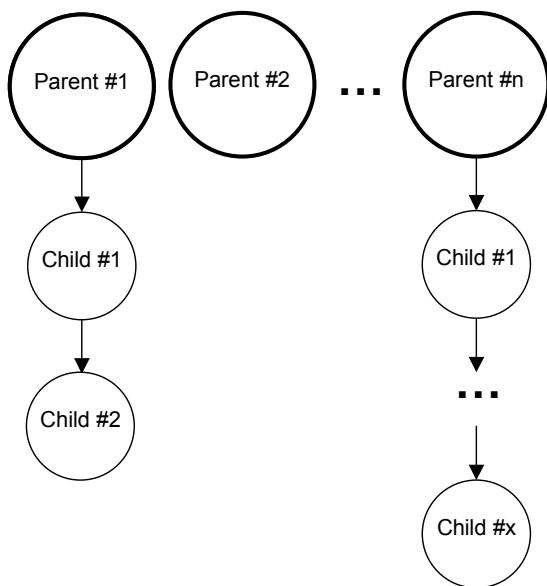 Parent #1
Parent #2
...
Parent #n
Child #1
Child #1
Child #2
...
Child #x